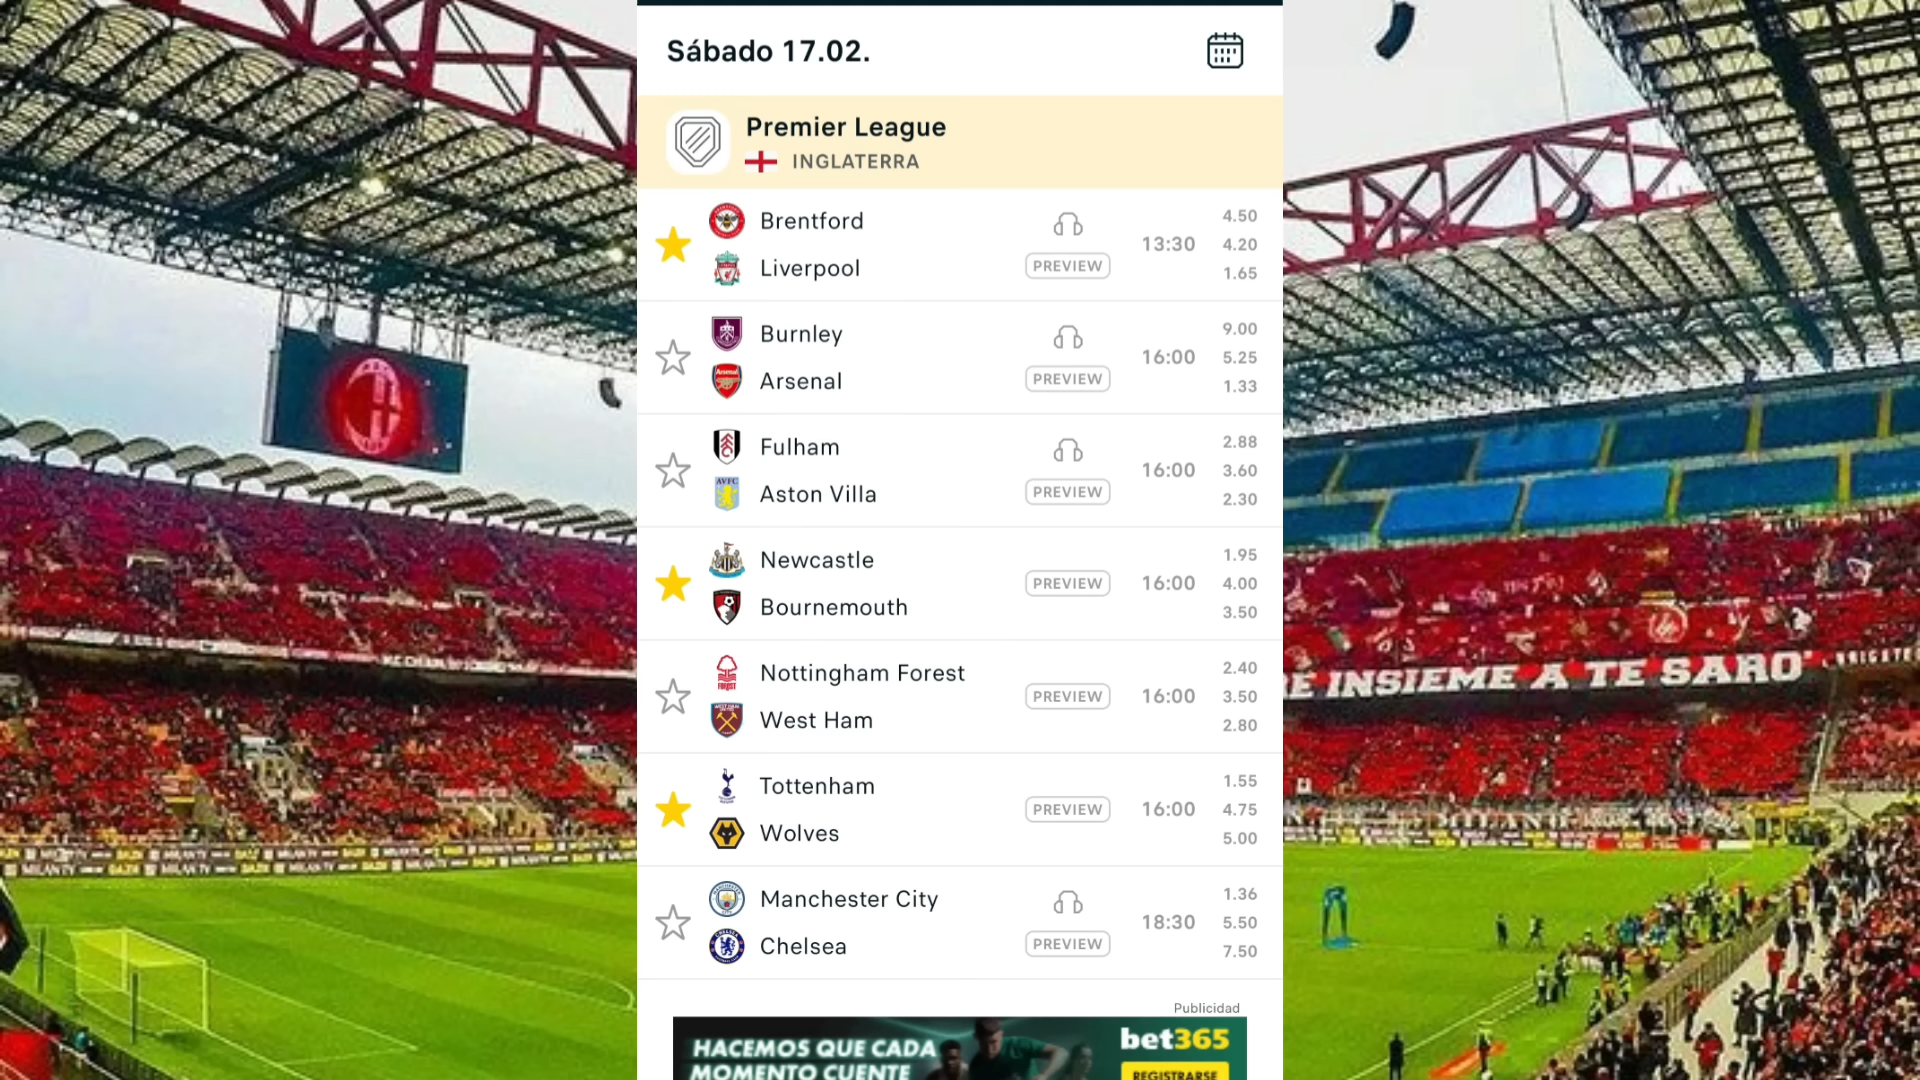 Sábado 17.02.
Premier League
INGLATERRA
Brentford
Liverpool
PREVIEW
13:30
4.50
4.20
1.65
Burnley
Arsenal
PREVIEW
16:00
9.00
5.25
1.33
Fulham
Aston Villa
PREVIEW
16:00
2.88
3.60
2.30
Newcastle
Bournemouth
PREVIEW
16:00
1.95
4.00
3.50
Nottingham Forest
West Ham
PREVIEW
16:00
2.40
3.50
2.80
Tottenham
Wolves
PREVIEW
16:00
1.55
4.75
5.00
Manchester City
Chelsea
PREVIEW
18:30
1.36
5.50
7.50
Publicidad
HACEMOS QUE CADA
MOMENTO CUENTE
bet365
REGISTRARSE
E INSIEME A TE SARO'